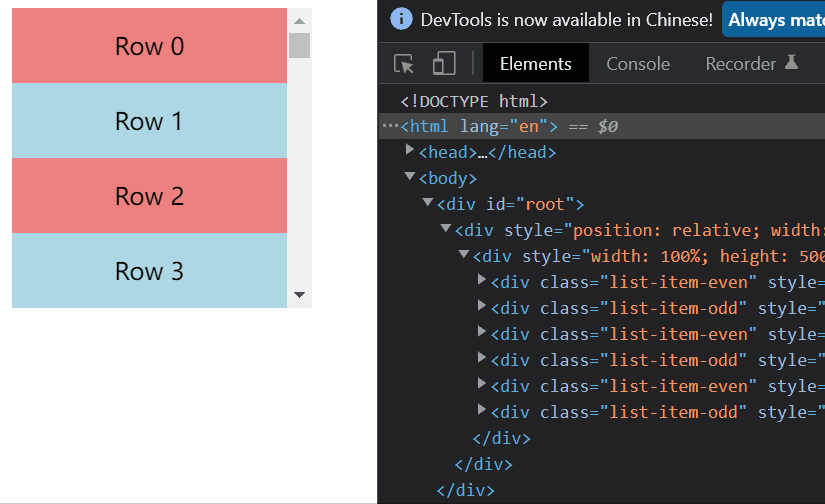 Row 0
Row 1
Row 2
Row 3
DevTools is now available in Chinese! Always matc
Elements Console Recorder
<!DOCTYPE html>
…<html lang="en"> == $0
<head>…</head>
<body>
<div id="root">
<div style="position: relative; width:
<div style="width: 100%; height: 500
<div class="list-item-even" style=
<div class="list-item-odd" style="
<div class="list-item-even" style=
<div class="list-item-odd" style="
<div class="list-item-even" style=
<div class="list-item-odd" style="
</div>
</div>
</div>